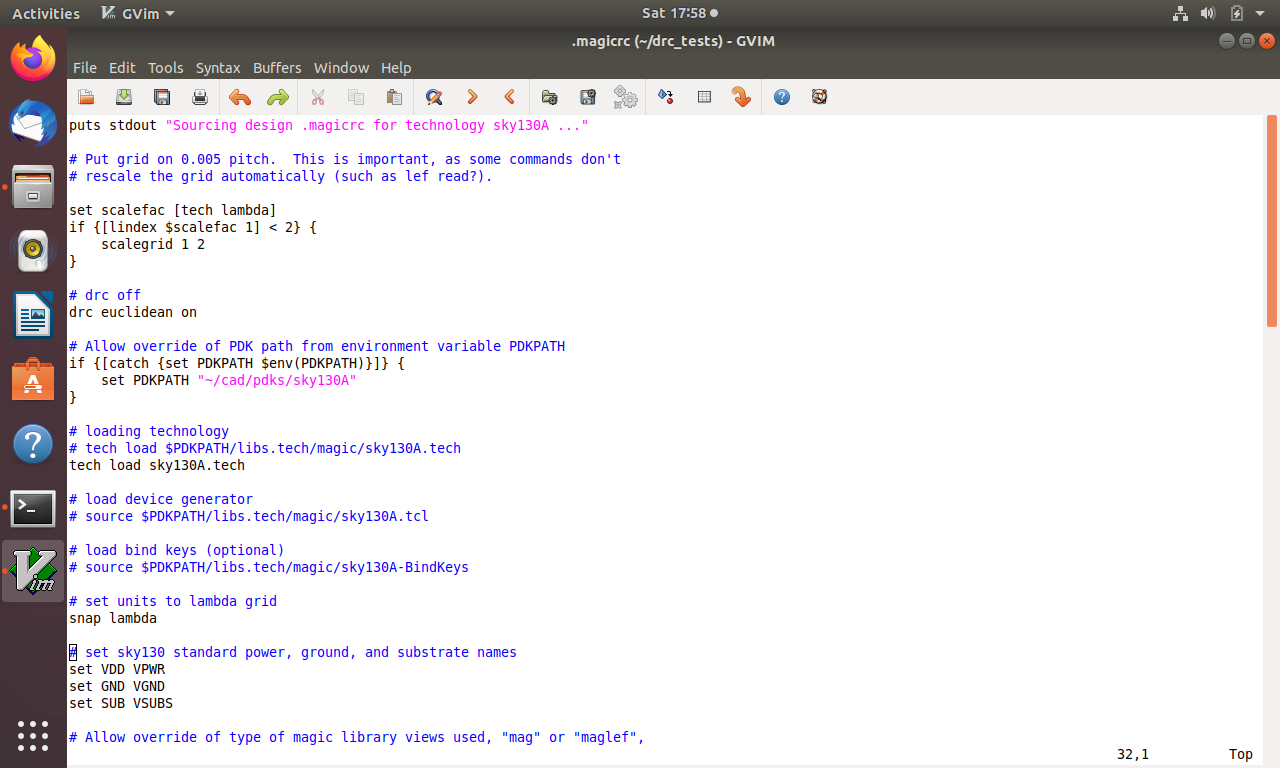 Activities GVim Sat 17:58
.magicrc (~/drc_tests) - GVIM
File Edit Tools Syntax Buffers Window Help
puts stdout "Sourcing design .magicrc for technology sky130A ..."
# Put grid on 0.005 pitch.  This is important, as some commands don't
# rescale the grid automatically (such as lef read?).
set scalefac [tech lambda]
if {[lindex $scalefac 1] < 2} {
    scalegrid 1 2
}
# drc off
drc euclidean on
# Allow override of PDK path from environment variable PDKPATH
if {[catch {set PDKPATH $env(PDKPATH)}]} {
    set PDKPATH "~/cad/pdks/sky130A"
}
# loading technology
# tech load $PDKPATH/libs.tech/magic/sky130A.tech
tech load sky130A.tech
# load device generator
# source $PDKPATH/libs.tech/magic/sky130A.tcl
# load bind keys (optional)
# source $PDKPATH/libs.tech/magic/sky130A-BindKeys
# set units to lambda grid
snap lambda
# set sky130 standard power, ground, and substrate names
set VDD VPWR
set GND VGND
set SUB VSUBS
# Allow override of type of magic library views used, "mag" or "maglef",
32,1 Top